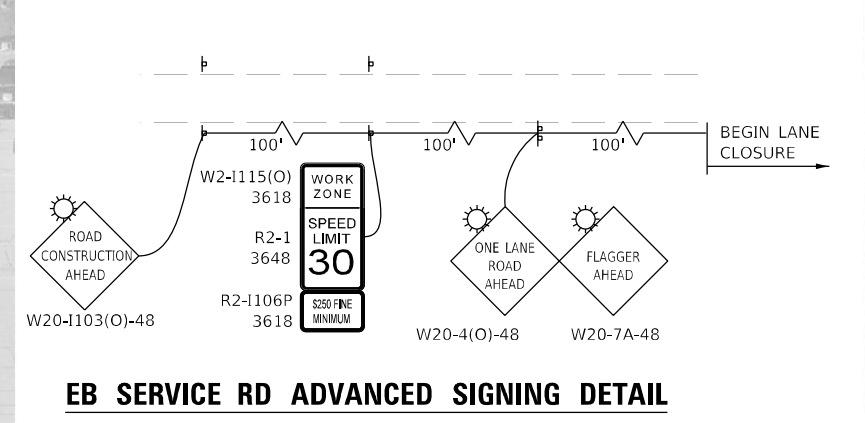 100'
100'
100'
BEGIN LANE
CLOSURE
W2-I115(O)
3618
WORK
ZONE
R2-1
3648
SPEED
LIMIT
30
R2-I106P
3618
$250 FINE
MINIMUM
ROAD
CONSTRUCTION
AHEAD
W20-I103(O)-48
ONE LANE
ROAD
AHEAD
W20-4(O)-48
FLAGGER
AHEAD
W20-7A-48
EB SERVICE RD ADVANCED SIGNING DETAIL